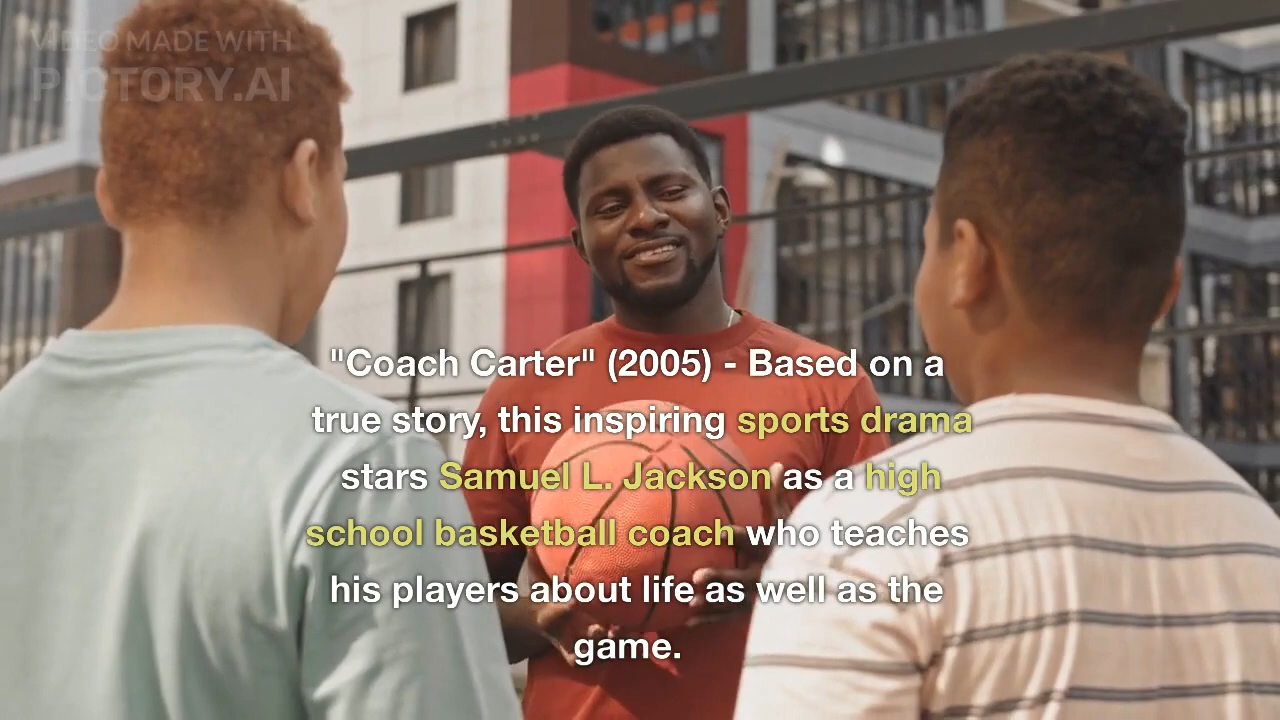 VIDEO MADE WITH
PICTORY.AI
"Coach Carter" (2005) - Based on a
true story, this inspiring sports drama
stars Samuel L. Jackson as a high
school basketball coach who teaches
his players about life as well as the
game.